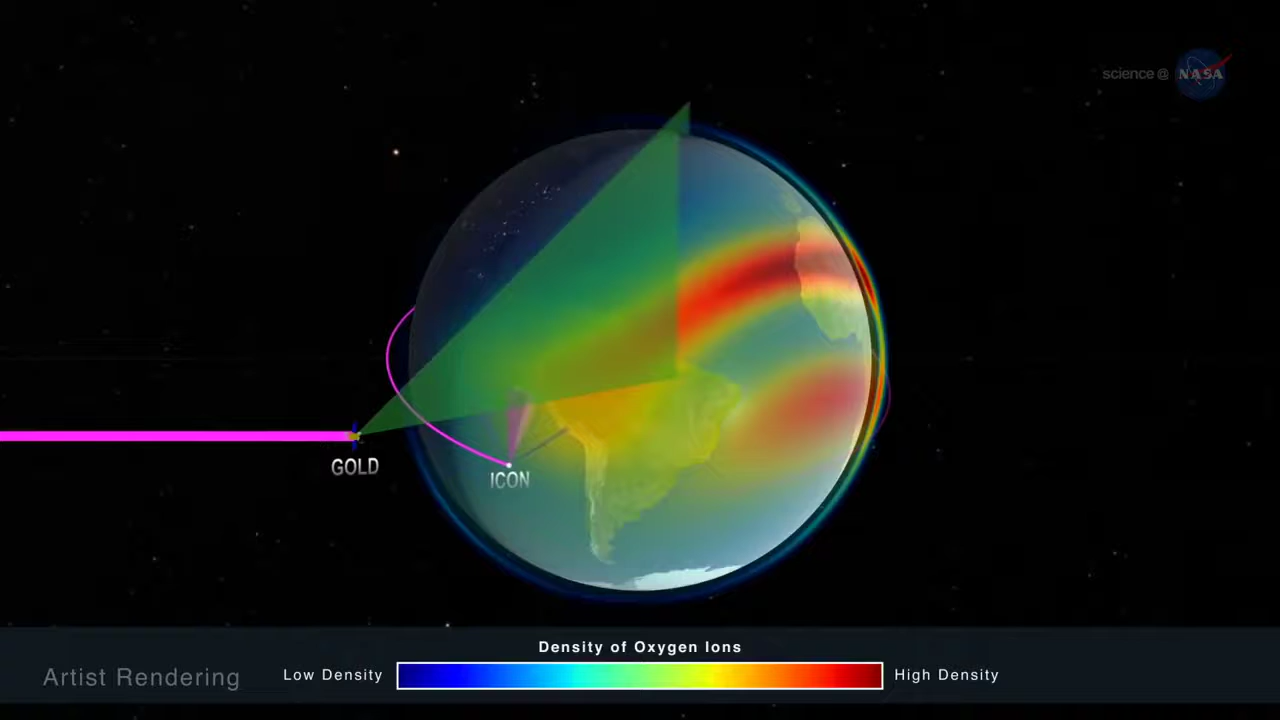 science @ NASA
GOLD
ICON
Density of Oxygen Ions
Artist Rendering
Low Density
High Density